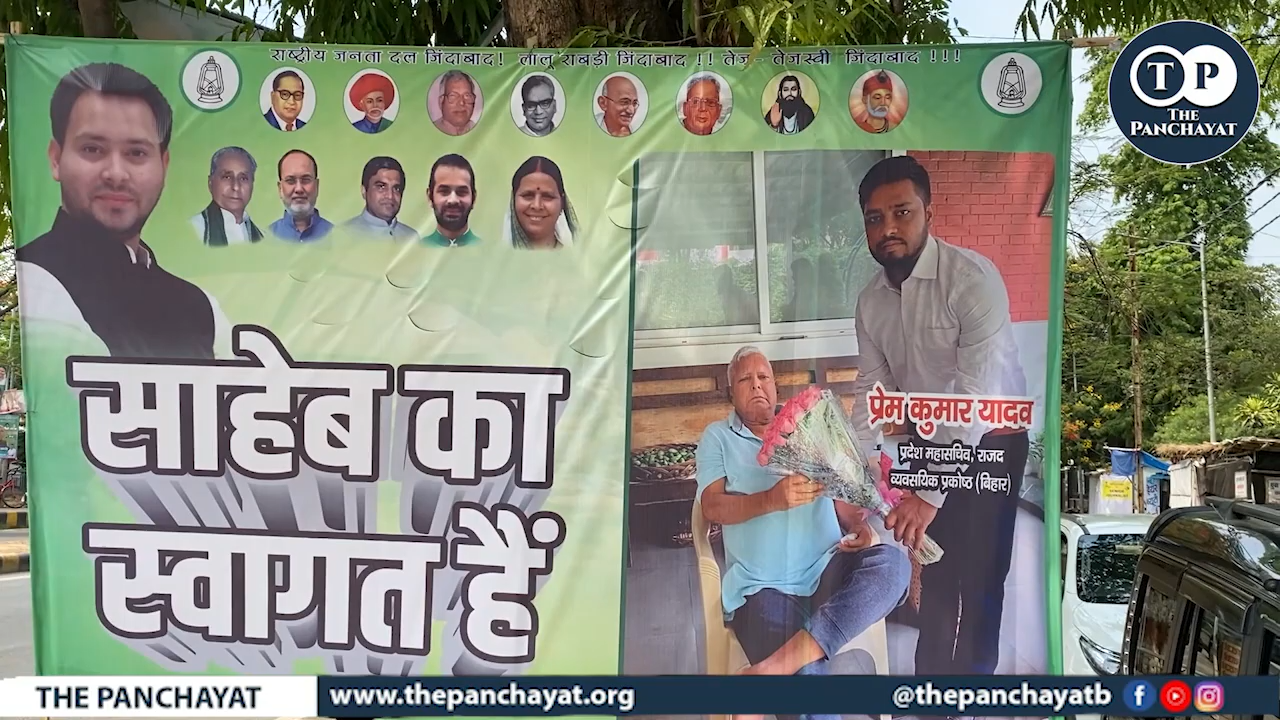 राष्ट्रीय जनता दल जिंदाबाद! लालू राबड़ी जिंदाबाद !! तेज - तेजस्वी जिंदाबाद !!!
TP
THE
PANCHAYAT
साहेब का
स्वागत हैं
प्रेम कुमार यादव
प्रदेश महासचिव, राजद
व्यवसयिक प्रकोष्ठ (बिहार)
THE PANCHAYAT
www.thepanchayat.org
@thepanchayatb